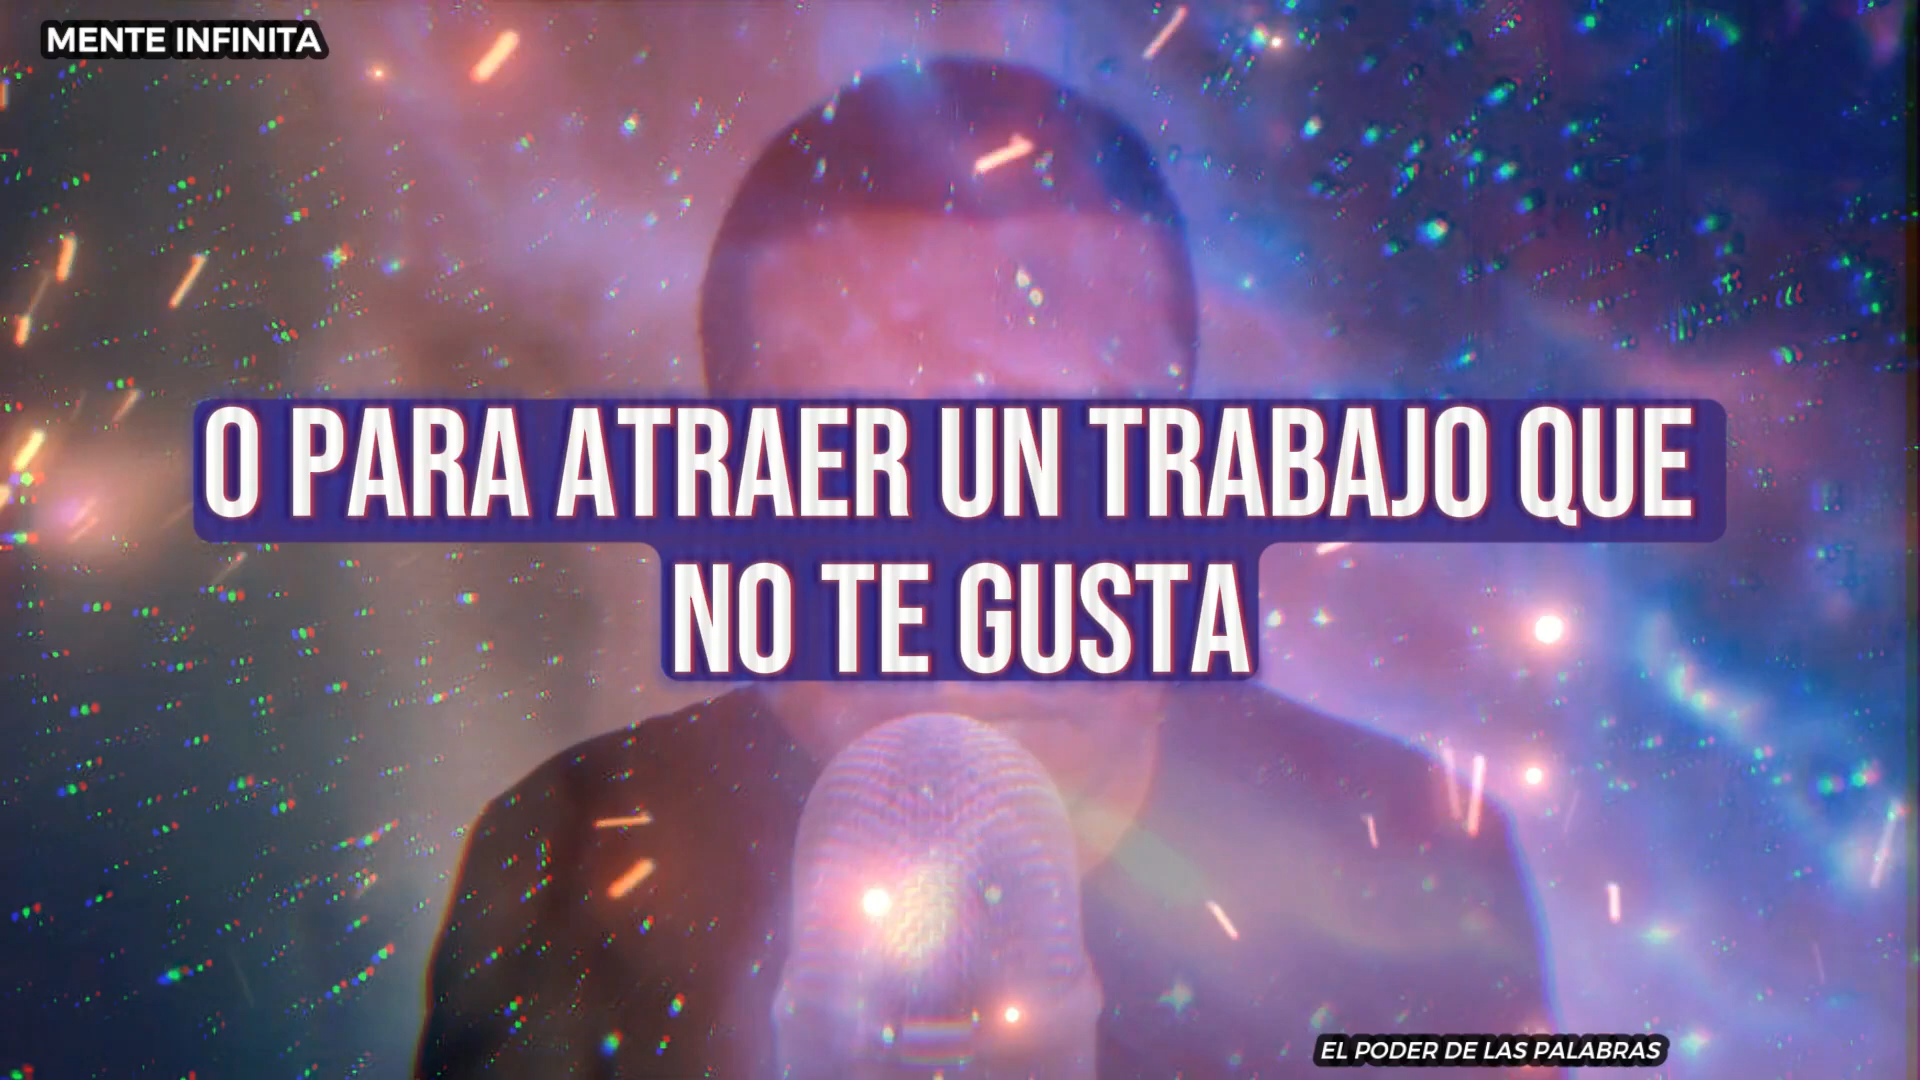 MENTE INFINITA
O PARA ATRAER UN TRABAJO QUE
NO TE GUSTA
EL PODER DE LAS PALABRAS